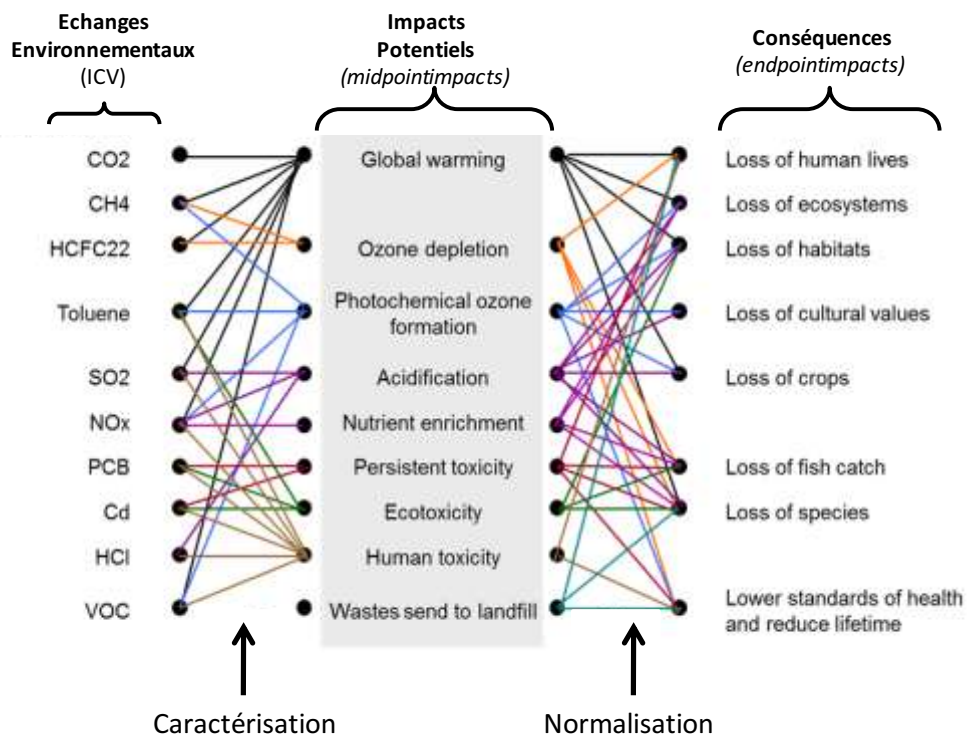 Echanges
Environnementaux
(ICV)
Impacts
Potentiels
(midpointimpacts)
Conséquences
(endpointimpacts)
CO2
CH4
HCFC22
Toluene
SO2
NOx
PCB
Cd
HCl
VOC
Global warming
Ozone depletion
Photochemical ozone
formation
Acidification
Nutrient enrichment
Persistent toxicity
Ecotoxicity
Human toxicity
Wastes send to landfill
Loss of human lives
Loss of ecosystems
Loss of habitats
Loss of cultural values
Loss of crops
Loss of fish catch
Loss of species
Lower standards of health
and reduce lifetime
Caractérisation
Normalisation